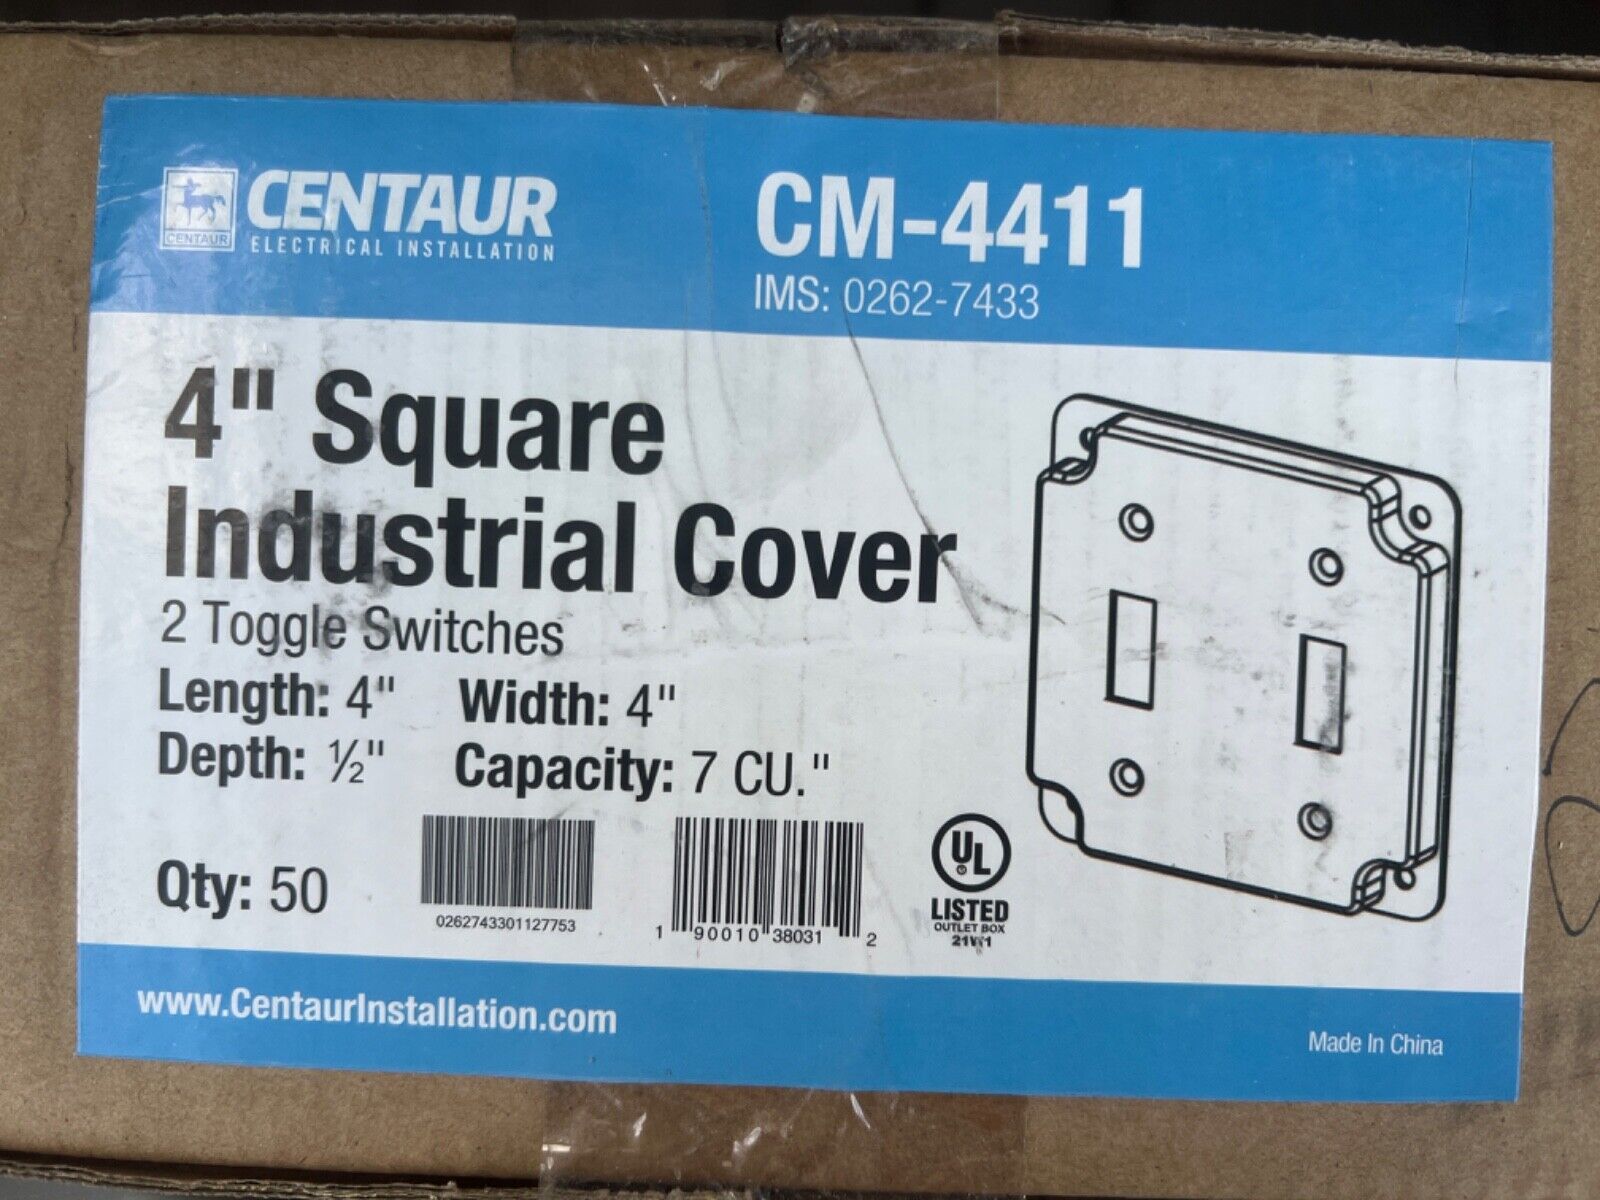 CENTAUR
CENTAUR
ELECTRICAL INSTALLATION
CM-4411
IMS: 0262-7433
4" Square
Industrial Cover
2 Toggle Switches
Length: 4" Width: 4"
Depth: ½" Capacity: 7 CU."
Qty: 50
0262743301127753
1 90010 38031 2
UL
LISTED
OUTLET BOX
21W1
www.CentaurInstallation.com
Made In China